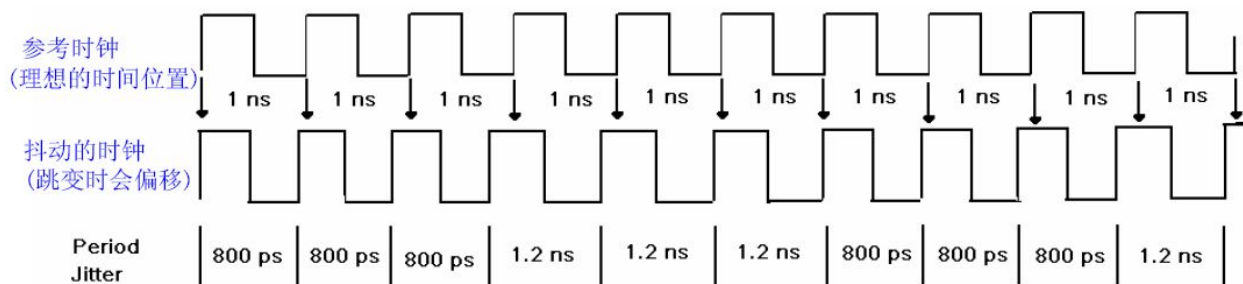 参考时钟
(理想的时间位置)
1 ns 1 ns 1 ns 1 ns 1 ns 1 ns 1 ns 1 ns 1 ns 1 ns
抖动的时钟
(跳变时会偏移)
Period
Jitter
800 ps 800 ps 800 ps 1.2 ns 1.2 ns 1.2 ns 800 ps 800 ps 800 ps 1.2 ns